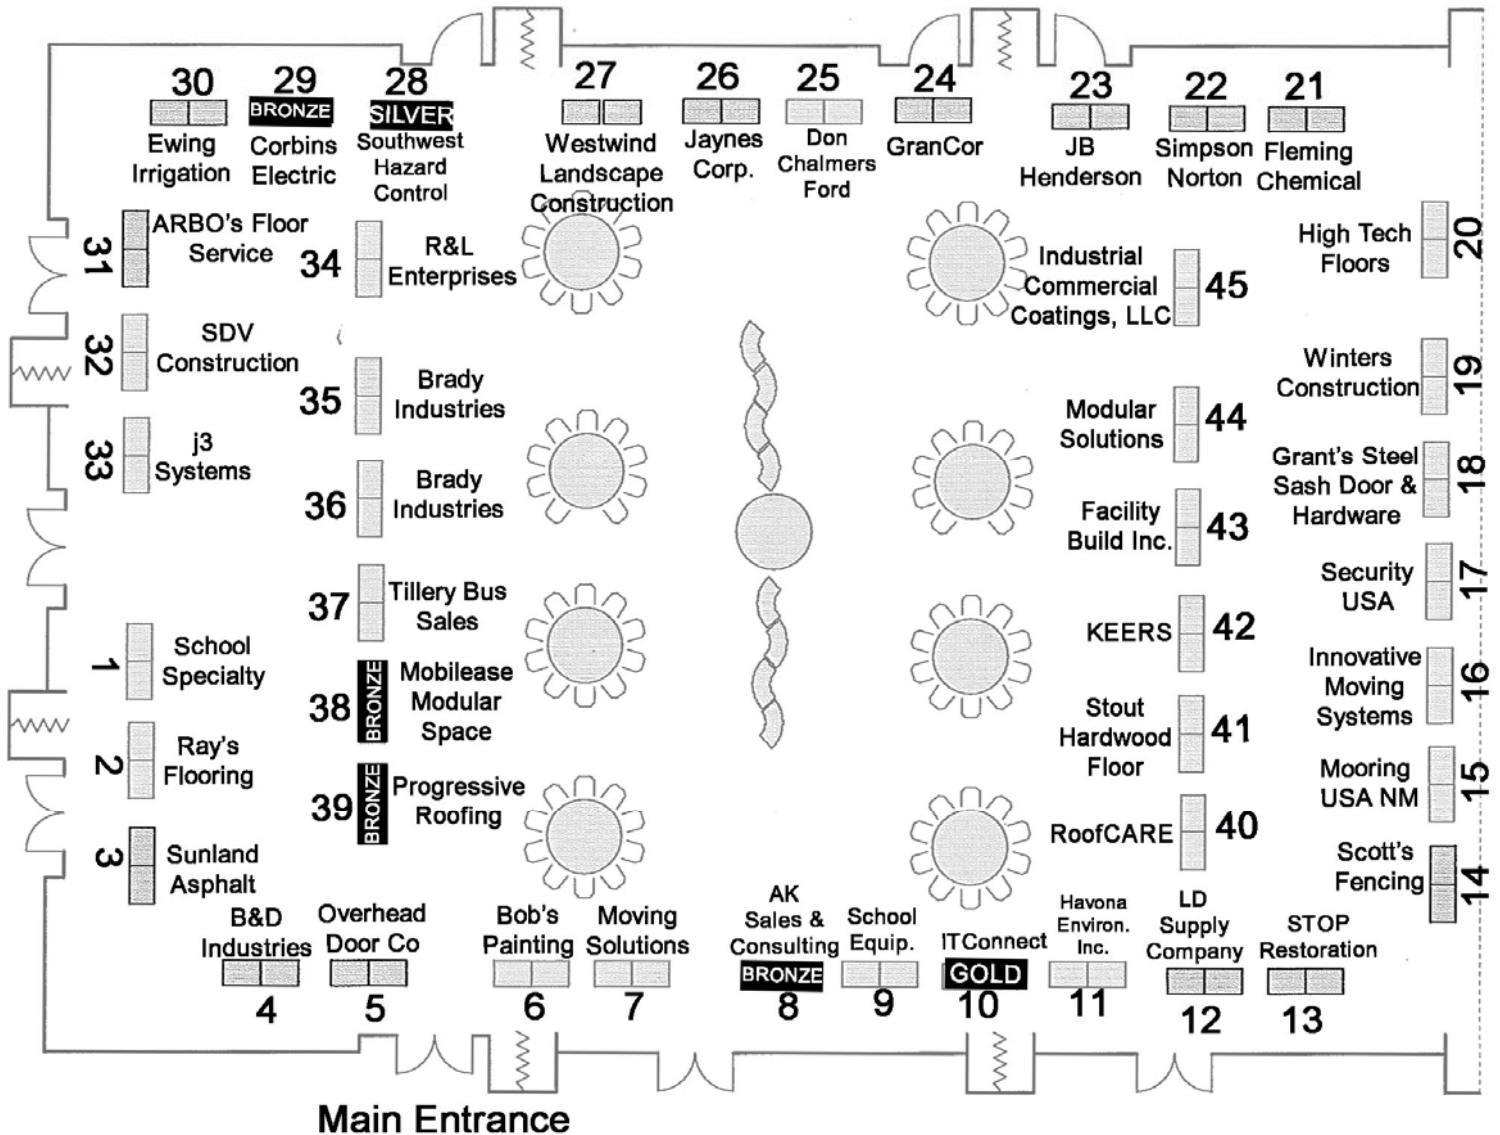 30
29
28
27
26
25
24
23
22
21
BRONZE
SILVER
Ewing
Irrigation
Corbins
Electric
Southwest
Hazard
Control
Westwind
Landscape
Construction
Jaynes
Corp.
Don
Chalmers
Ford
GranCor
JB
Henderson
Simpson
Norton
Fleming
Chemical
31
ARBO's Floor
Service
32
SDV
Construction
33
j3
Systems
34
R&L
Enterprises
35
Brady
Industries
36
Brady
Industries
37
Tillery Bus
Sales
38
BRONZE
Mobilease
Modular
Space
39
BRONZE
Progressive
Roofing
1
School
Specialty
2
Ray's
Flooring
3
Sunland
Asphalt
Industrial
Commercial
Coatings, LLC
45
Modular
Solutions
44
Facility
Build Inc.
43
KEERS
42
Stout
Hardwood
Floor
41
RoofCARE
40
High Tech
Floors
20
Winters
Construction
19
Grant's Steel
Sash Door &
Hardware
18
Security
USA
17
Innovative
Moving
Systems
16
Mooring
USA NM
15
Scott's
Fencing
14
B&D
Industries
4
Overhead
Door Co
5
Bob's
Painting
6
Moving
Solutions
7
AK
Sales &
Consulting
BRONZE
8
School
Equip.
9
ITConnect
GOLD
10
Havona
Environ.
Inc.
11
LD
Supply
Company
12
STOP
Restoration
13
Main Entrance